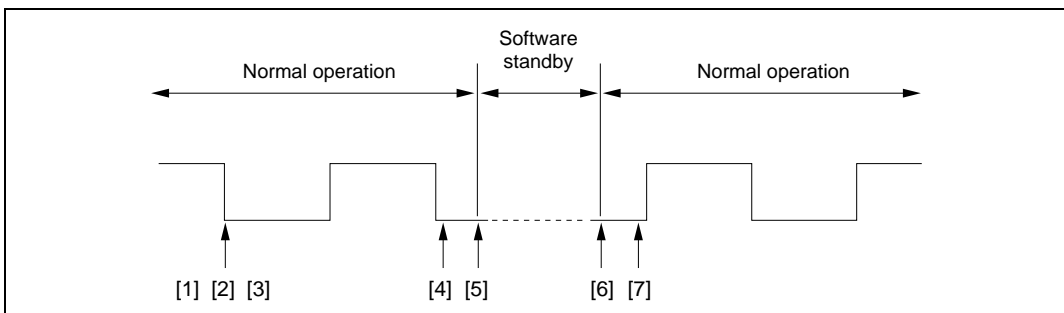 Software
standby
Normal operation
Normal operation
[1] [2] [3] [4] [5] [6] [7]